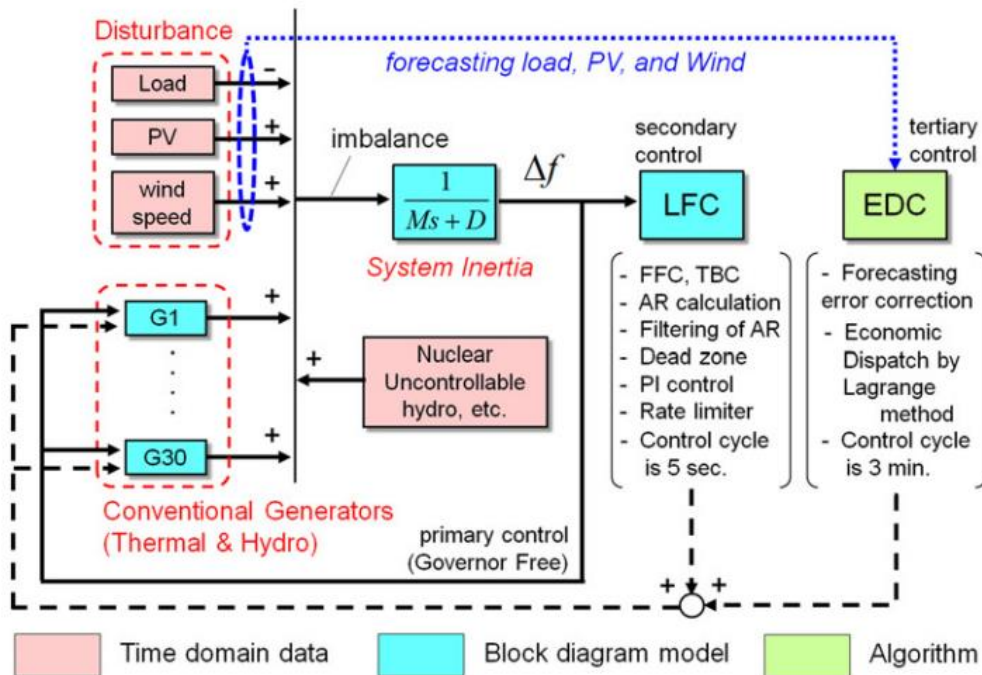 Disturbance
Load
PV
wind
speed
−
+
+
forecasting load, PV, and Wind
imbalance
1
Ms + D
System Inertia
Δf
secondary
control
LFC
tertiary
control
EDC
- FFC, TBC
- AR calculation
- Filtering of AR
- Dead zone
- PI control
- Rate limiter
- Control cycle
is 5 sec.
- Forecasting
error correction
- Economic
Dispatch by
Lagrange
method
- Control cycle
is 3 min.
G1
+
G30
+
+
Nuclear
Uncontrollable
hydro, etc.
Conventional Generators
(Thermal & Hydro)
primary control
(Governor Free)
+
+
Time domain data
Block diagram model
Algorithm